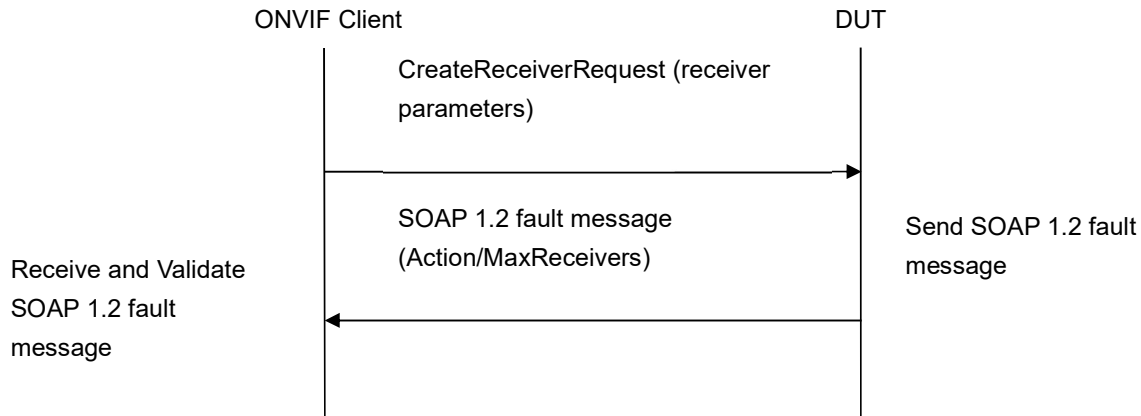 ONVIF Client
DUT
CreateReceiverRequest (receiver
parameters)
SOAP 1.2 fault message
(Action/MaxReceivers)
Send SOAP 1.2 fault
message
Receive and Validate
SOAP 1.2 fault
message